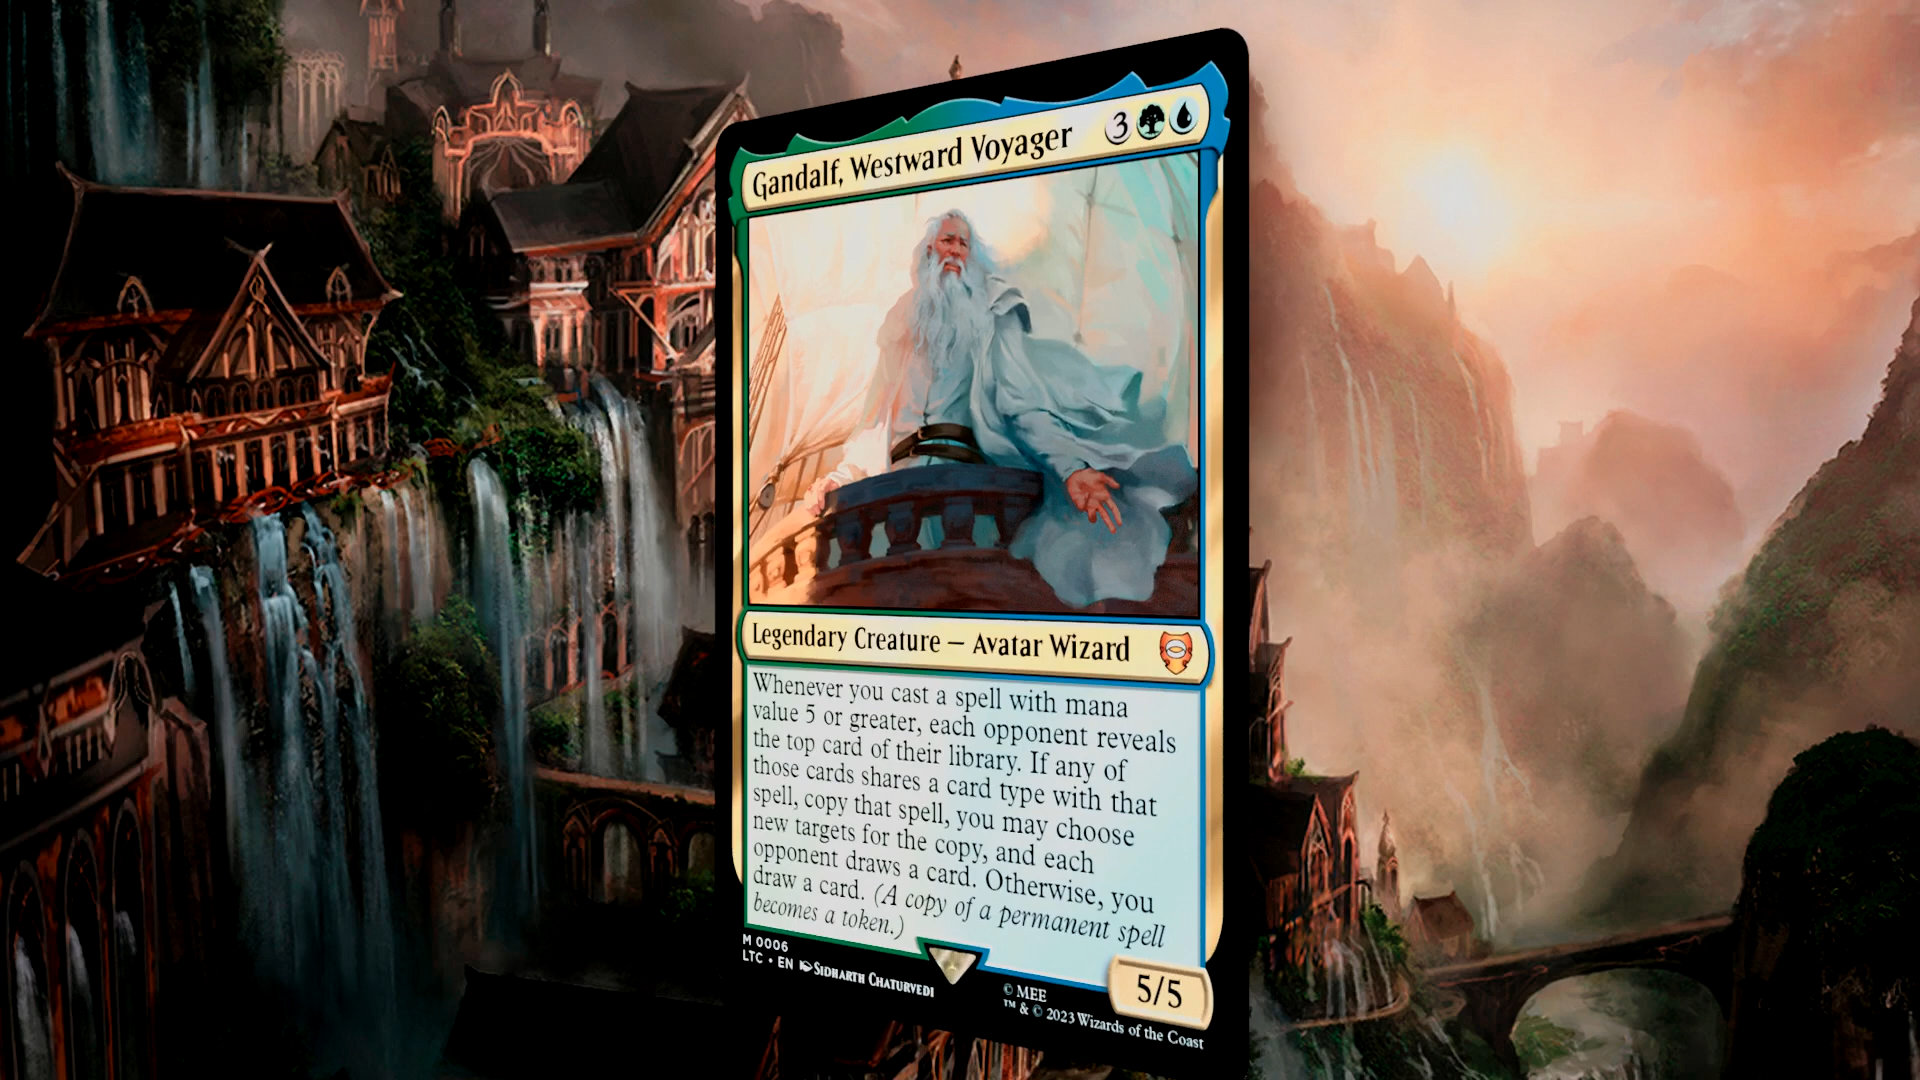 Gandalf, Westward Voyager 3
Legendary Creature — Avatar Wizard
Whenever you cast a spell with mana
value 5 or greater, each opponent reveals
the top card of their library. If any of
those cards shares a card type with that
spell, copy that spell, you may choose
new targets for the copy, and each
opponent draws a card. Otherwise, you
draw a card. (A copy of a permanent spell
becomes a token.)
5/5
M 0006
LTC • EN Sidharth Chaturvedi
© MEE
™ & © 2023 Wizards of the Coast